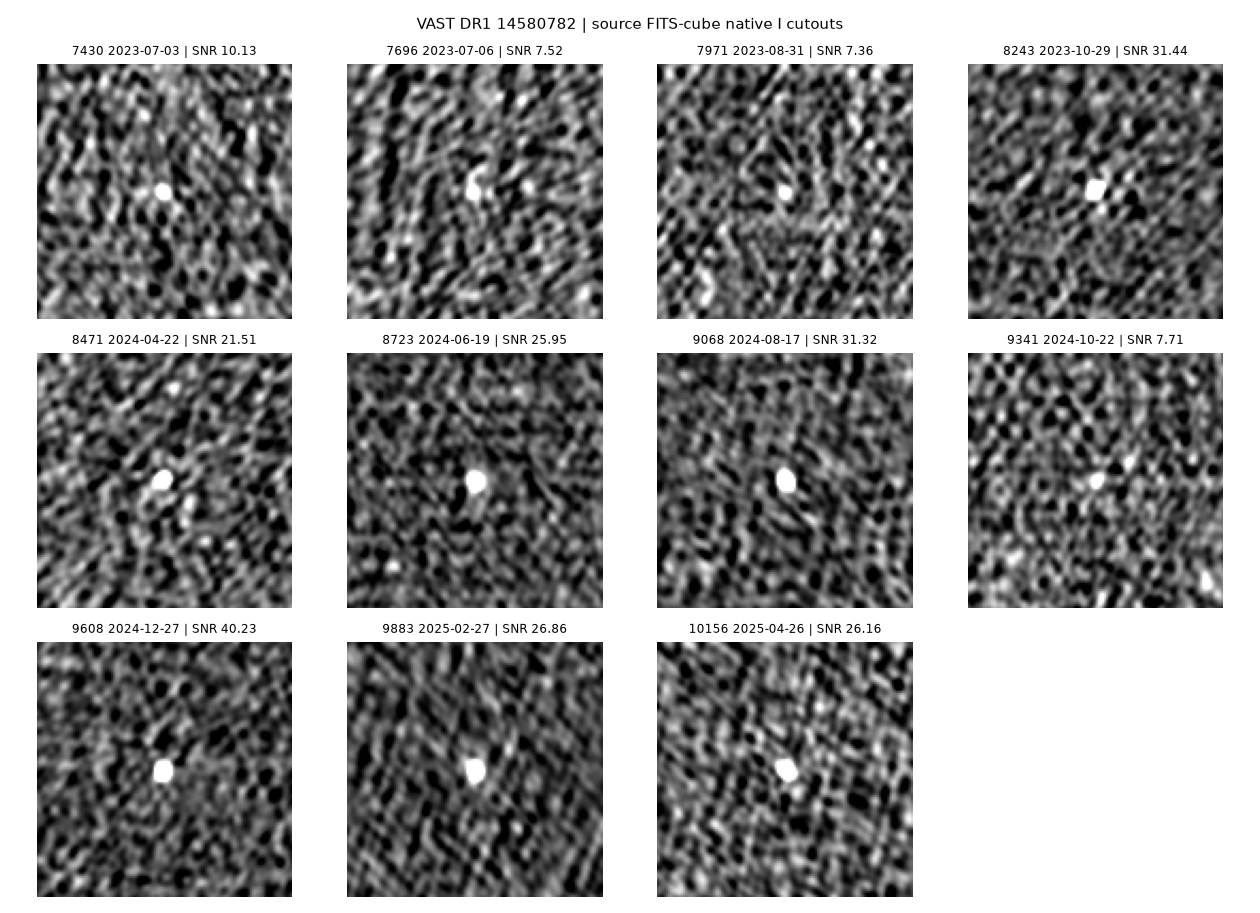 VAST DR1 14580782 | source FITS-cube native I cutouts
7430 2023-07-03 | SNR 10.13
7696 2023-07-06 | SNR 7.52
7971 2023-08-31 | SNR 7.36
8243 2023-10-29 | SNR 31.44
8471 2024-04-22 | SNR 21.51
8723 2024-06-19 | SNR 25.95
9068 2024-08-17 | SNR 31.32
9341 2024-10-22 | SNR 7.71
9608 2024-12-27 | SNR 40.23
9883 2025-02-27 | SNR 26.86
10156 2025-04-26 | SNR 26.16